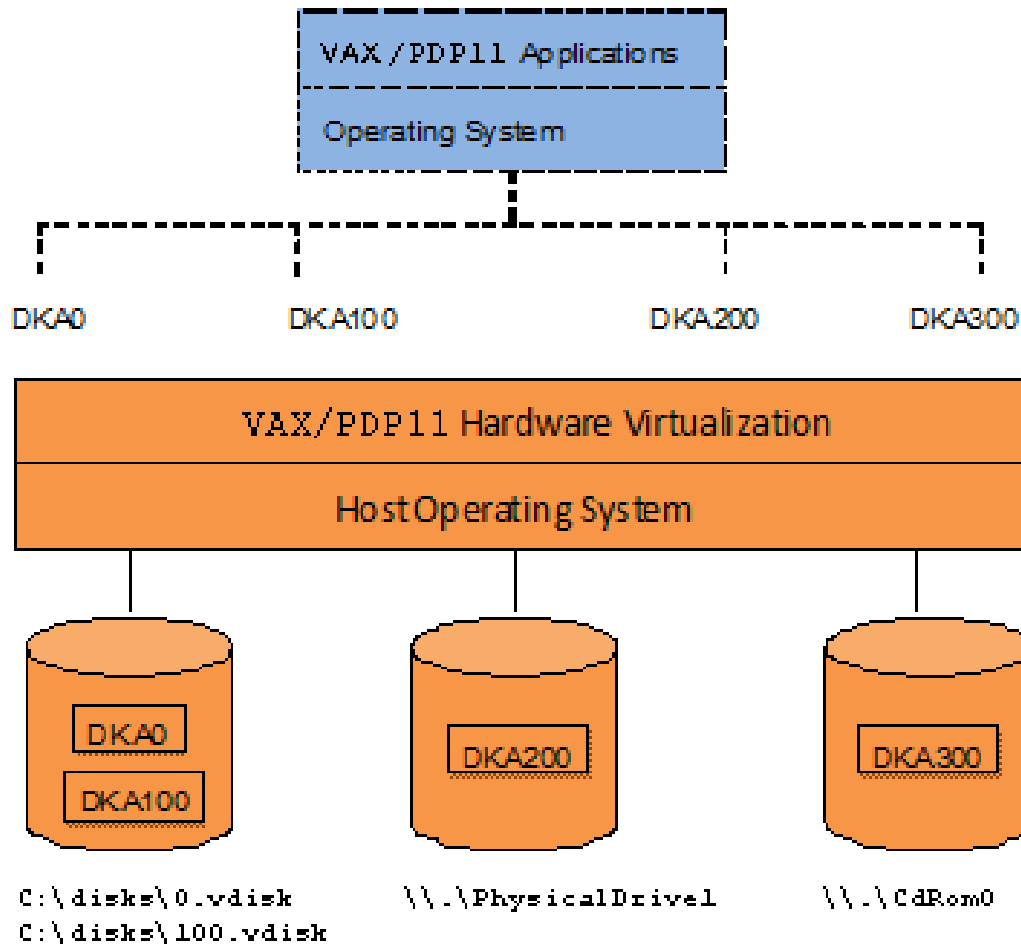 VAX/PDP11 Applications
Operating System
DKA0
DKA100
DKA200
DKA300
VAX/PDP11 Hardware Virtualization
Host Operating System
DKA0
DKA100
DKA200
DKA300
C:\disks\0.vdisk
C:\disks\100.vdisk
\\.\PhysicalDrive1
\\.\CdRom0